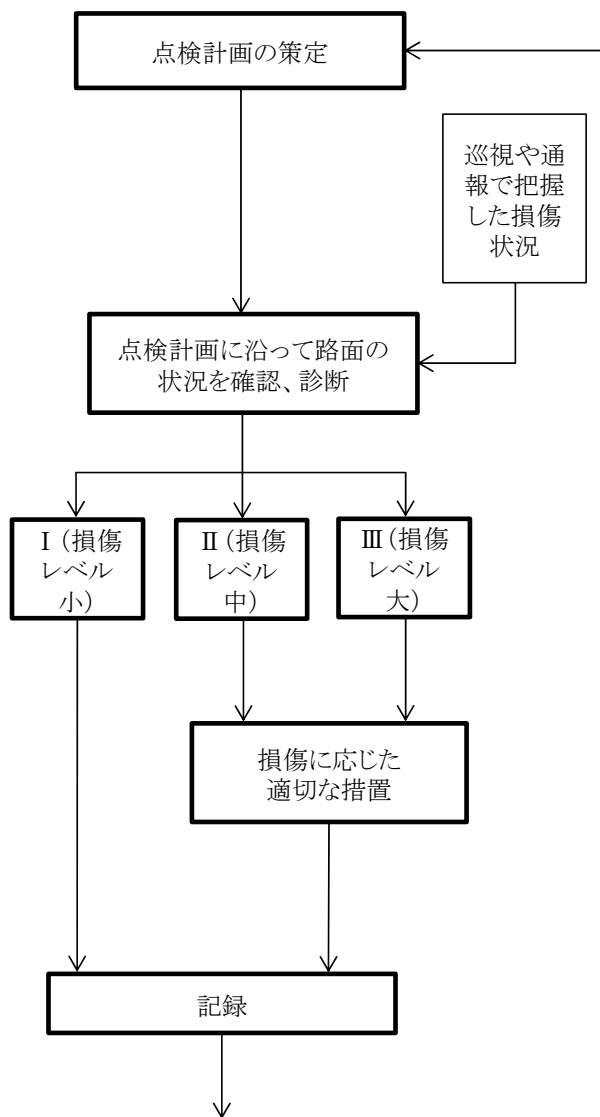 点検計画の策定
巡視や通
報で把握
した損傷
状況
点検計画に沿って路面の
状況を確認、診断
Ⅰ（損傷
レベル
小）
Ⅱ（損傷
レベル
中）
Ⅲ（損傷
レベル
大）
損傷に応じた
適切な措置
記録